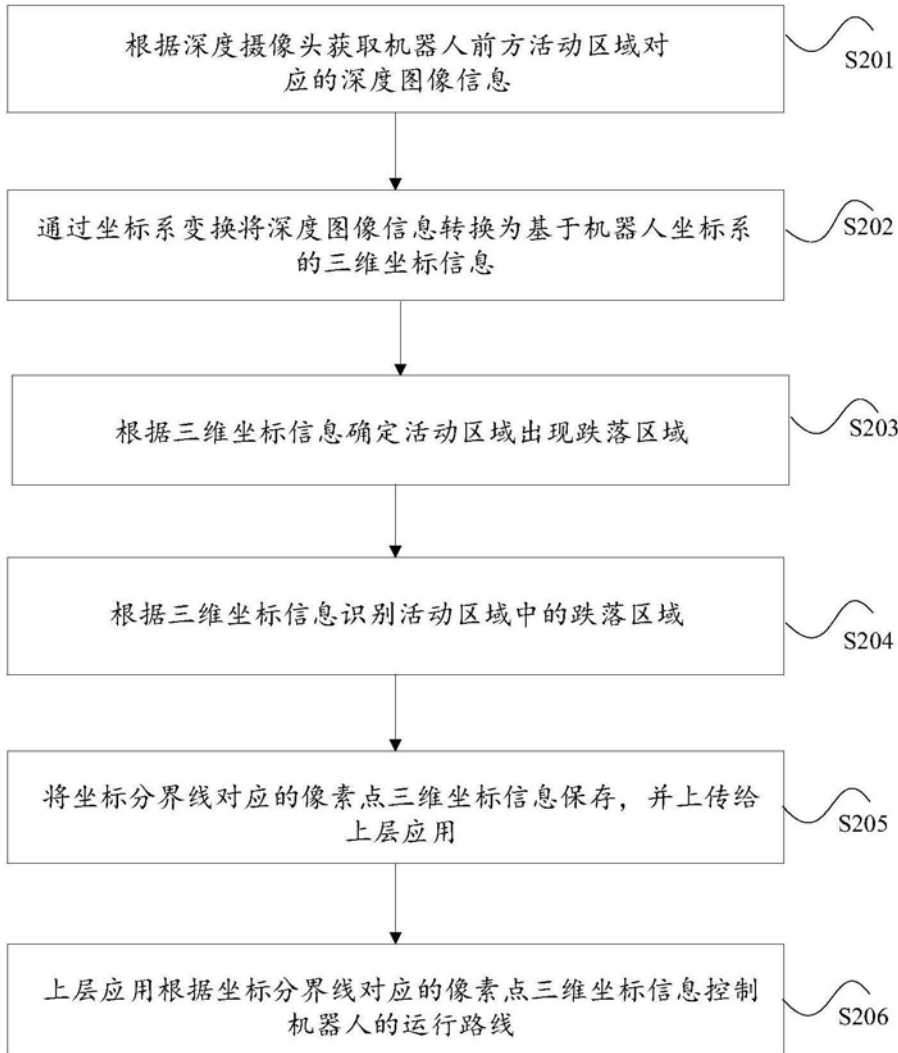 根据深度摄像头获取机器人前方活动区域对
应的深度图像信息
S201
通过坐标系变换将深度图像信息转换为基于机器人坐标系
的三维坐标信息
S202
根据三维坐标信息确定活动区域出现跌落区域
S203
根据三维坐标信息识别活动区域中的跌落区域
S204
将坐标分界线对应的像素点三维坐标信息保存，并上传给
上层应用
S205
上层应用根据坐标分界线对应的像素点三维坐标信息控制
机器人的运行路线
S206